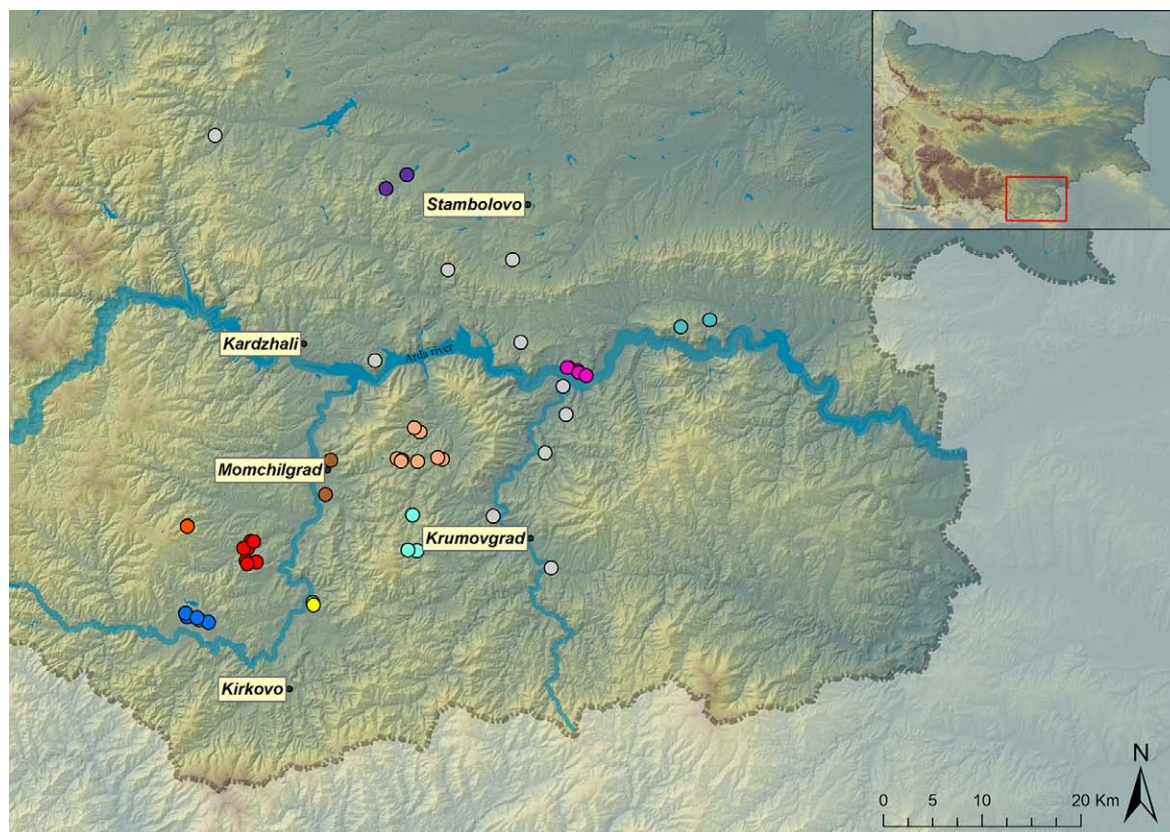 Stambolovo
Kardzhali
Arda river
Momchilgrad
Krumovgrad
Kirkovo
N
0 5 10 20 Km